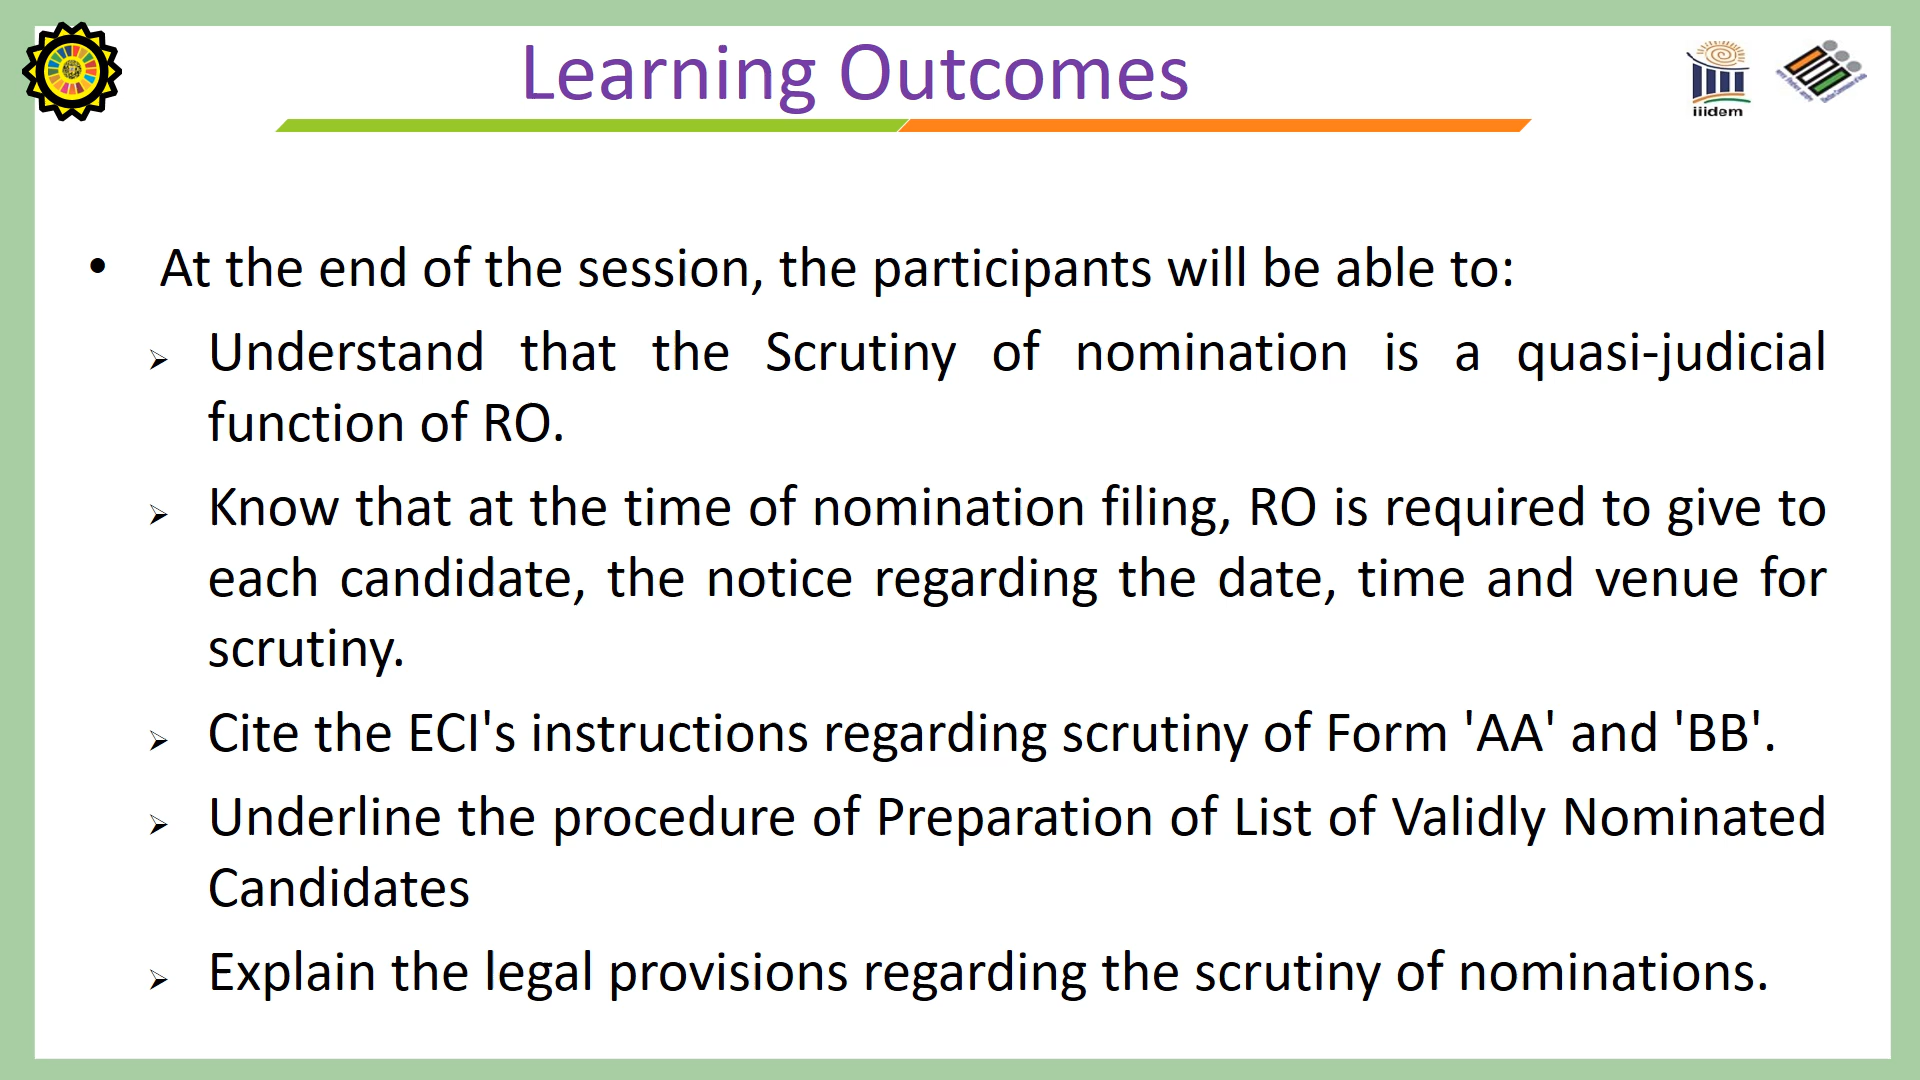 Learning Outcomes
iiidem
• At the end of the session, the participants will be able to:
➢ Understand that the Scrutiny of nomination is a quasi-judicial
function of RO.
➢ Know that at the time of nomination filing, RO is required to give to
each candidate, the notice regarding the date, time and venue for
scrutiny.
➢ Cite the ECI's instructions regarding scrutiny of Form 'AA' and 'BB'.
➢ Underline the procedure of Preparation of List of Validly Nominated
Candidates
➢ Explain the legal provisions regarding the scrutiny of nominations.